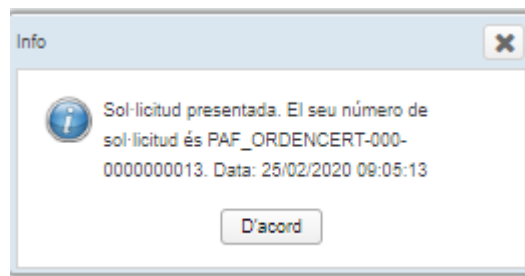 Info
Sol·licitud presentada. El seu número de
sol·licitud és PAF_ORDENCERT-000-
0000000013. Data: 25/02/2020 09:05:13
D'acord